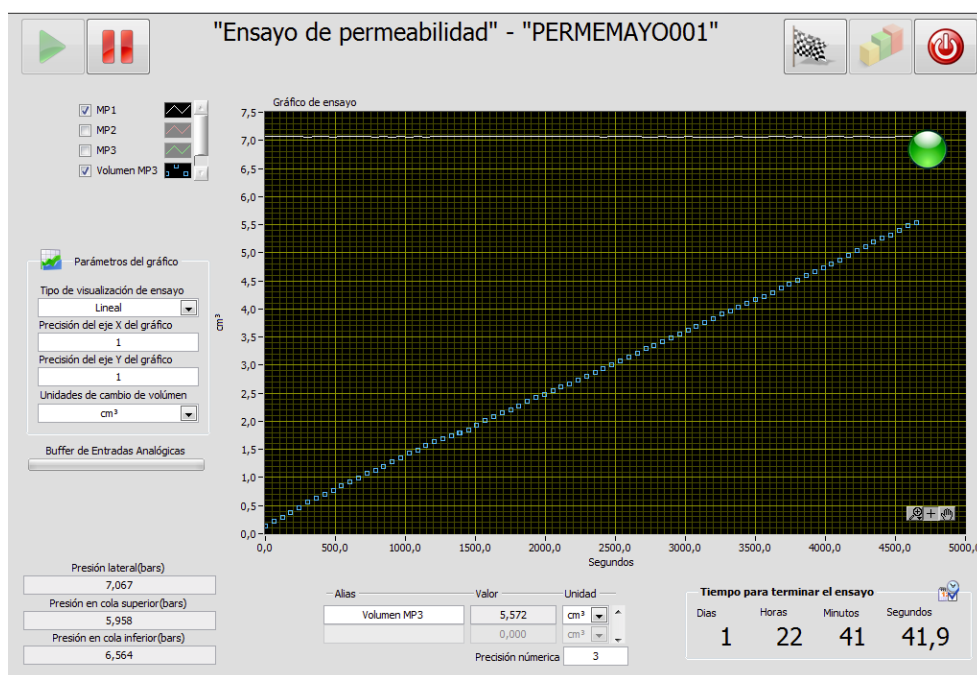 "Ensayo de permeabilidad" - "PERMEMAYO001"
MP1
MP2
MP3
Volumen MP3
Gráfico de ensayo
7,5
7,0
6,5
6,0
5,5
5,0
4,5
4,0
3,5
3,0
2,5
2,0
1,5
1,0
0,5
0,0
cm³
0,0 500,0 1000,0 1500,0 2000,0 2500,0 3000,0 3500,0 4000,0 4500,0 5000,0
Segundos
Parámetros del gráfico
Tipo de visualización de ensayo
Lineal
Precisión del eje X del gráfico
1
Precisión del eje Y del gráfico
1
Unidades de cambio de volúmen
cm³
Buffer de Entradas Analógicas
Presión lateral(bars)
7,067
Presión en cola superior(bars)
5,958
Presión en cola inferior(bars)
6,564
Alias Valor Unidad
Volumen MP3 5,572 cm³
0,000 cm³
Precisión númerica 3
Tiempo para terminar el ensayo
Dias Horas Minutos Segundos
1 22 41 41,9